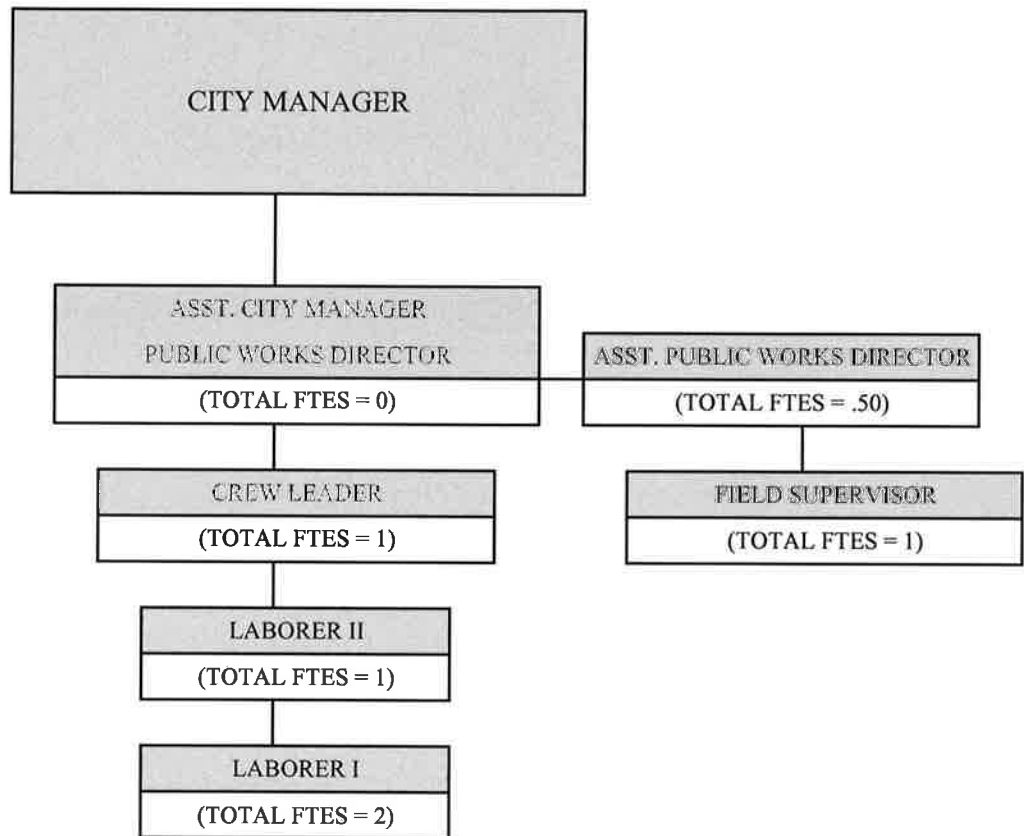 CITY MANAGER
ASST. CITY MANAGER
PUBLIC WORKS DIRECTOR
(TOTAL FTES = 0)
ASST. PUBLIC WORKS DIRECTOR
(TOTAL FTES = .50)
CREW LEADER
(TOTAL FTES = 1)
FIELD SUPERVISOR
(TOTAL FTES = 1)
LABORER II
(TOTAL FTES = 1)
LABORER I
(TOTAL FTES = 2)